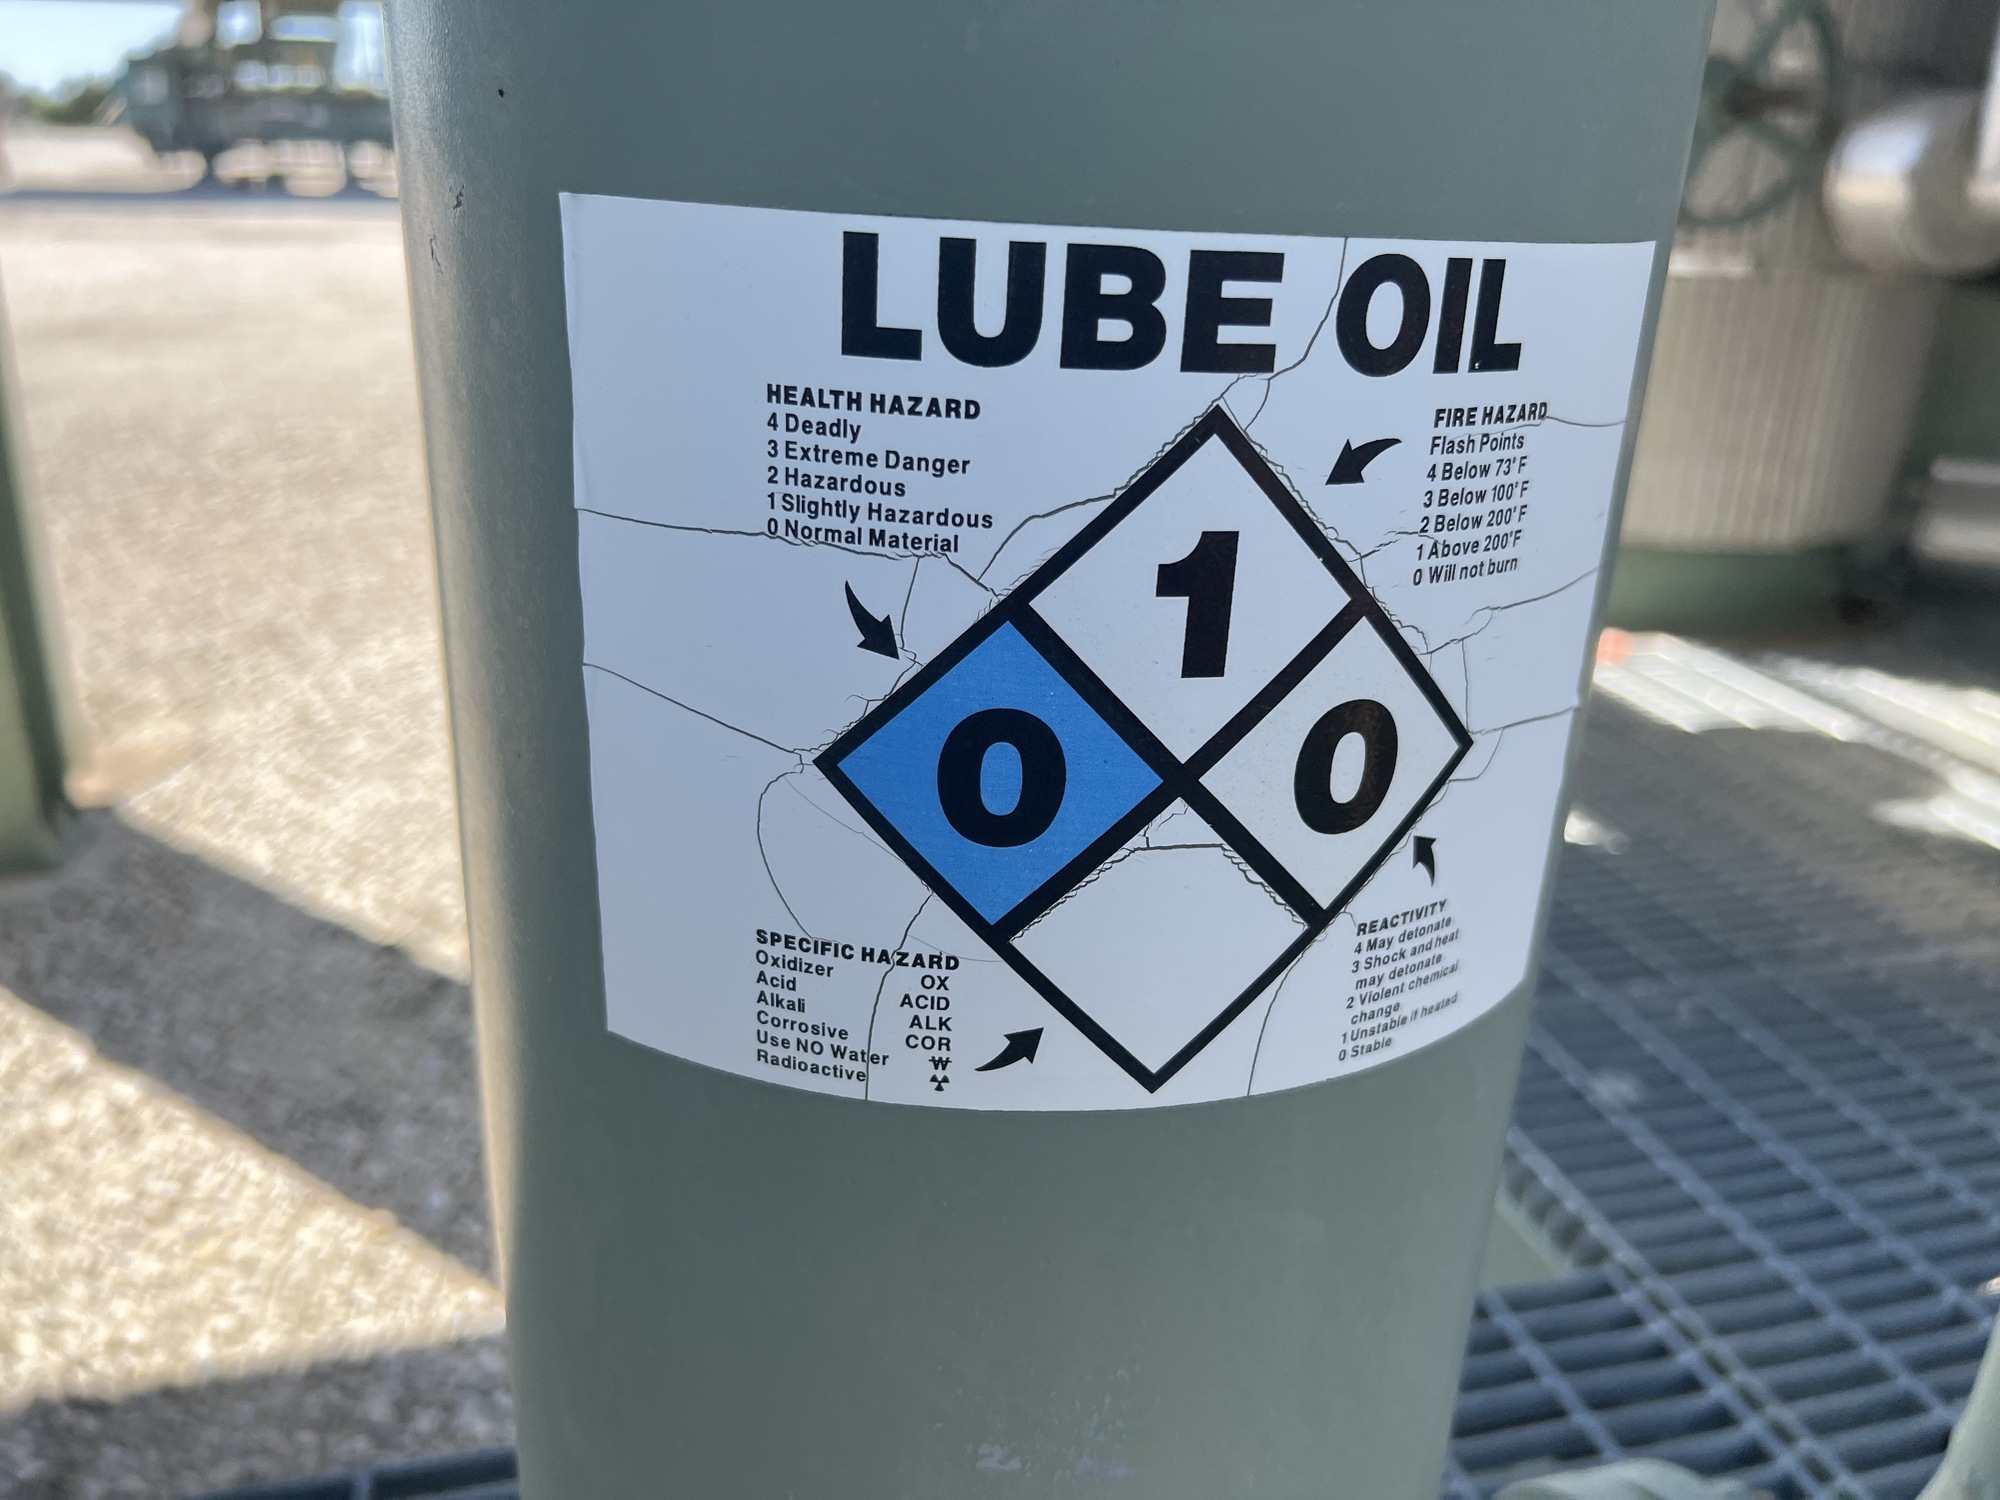 LUBE OIL
HEALTH HAZARD
4 Deadly
3 Extreme Danger
2 Hazardous
1 Slightly Hazardous
0 Normal Material
FIRE HAZARD
Flash Points
4 Below 73°F
3 Below 100°F
2 Below 200°F
1 Above 200°F
0 Will not burn
1
0
0
SPECIFIC HAZARD
Oxidizer OX
Acid ACID
Alkali ALK
Corrosive COR
Use NO Water W
Radioactive
REACTIVITY
4 May detonate
3 Shock and heat
may detonate
2 Violent chemical
change
1 Unstable if heated
0 Stable